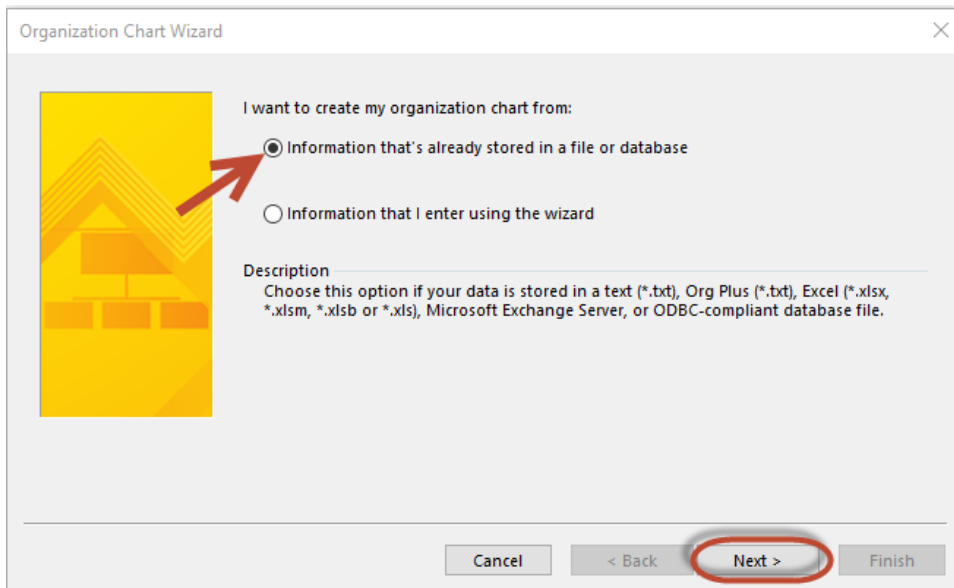 Organization Chart Wizard
I want to create my organization chart from:
Information that's already stored in a file or database
Information that I enter using the wizard
Description
Choose this option if your data is stored in a text (*.txt), Org Plus (*.txt), Excel (*.xlsx,
*.xlsm, *.xlsb or *.xls), Microsoft Exchange Server, or ODBC-compliant database file.
Cancel < Back Next > Finish